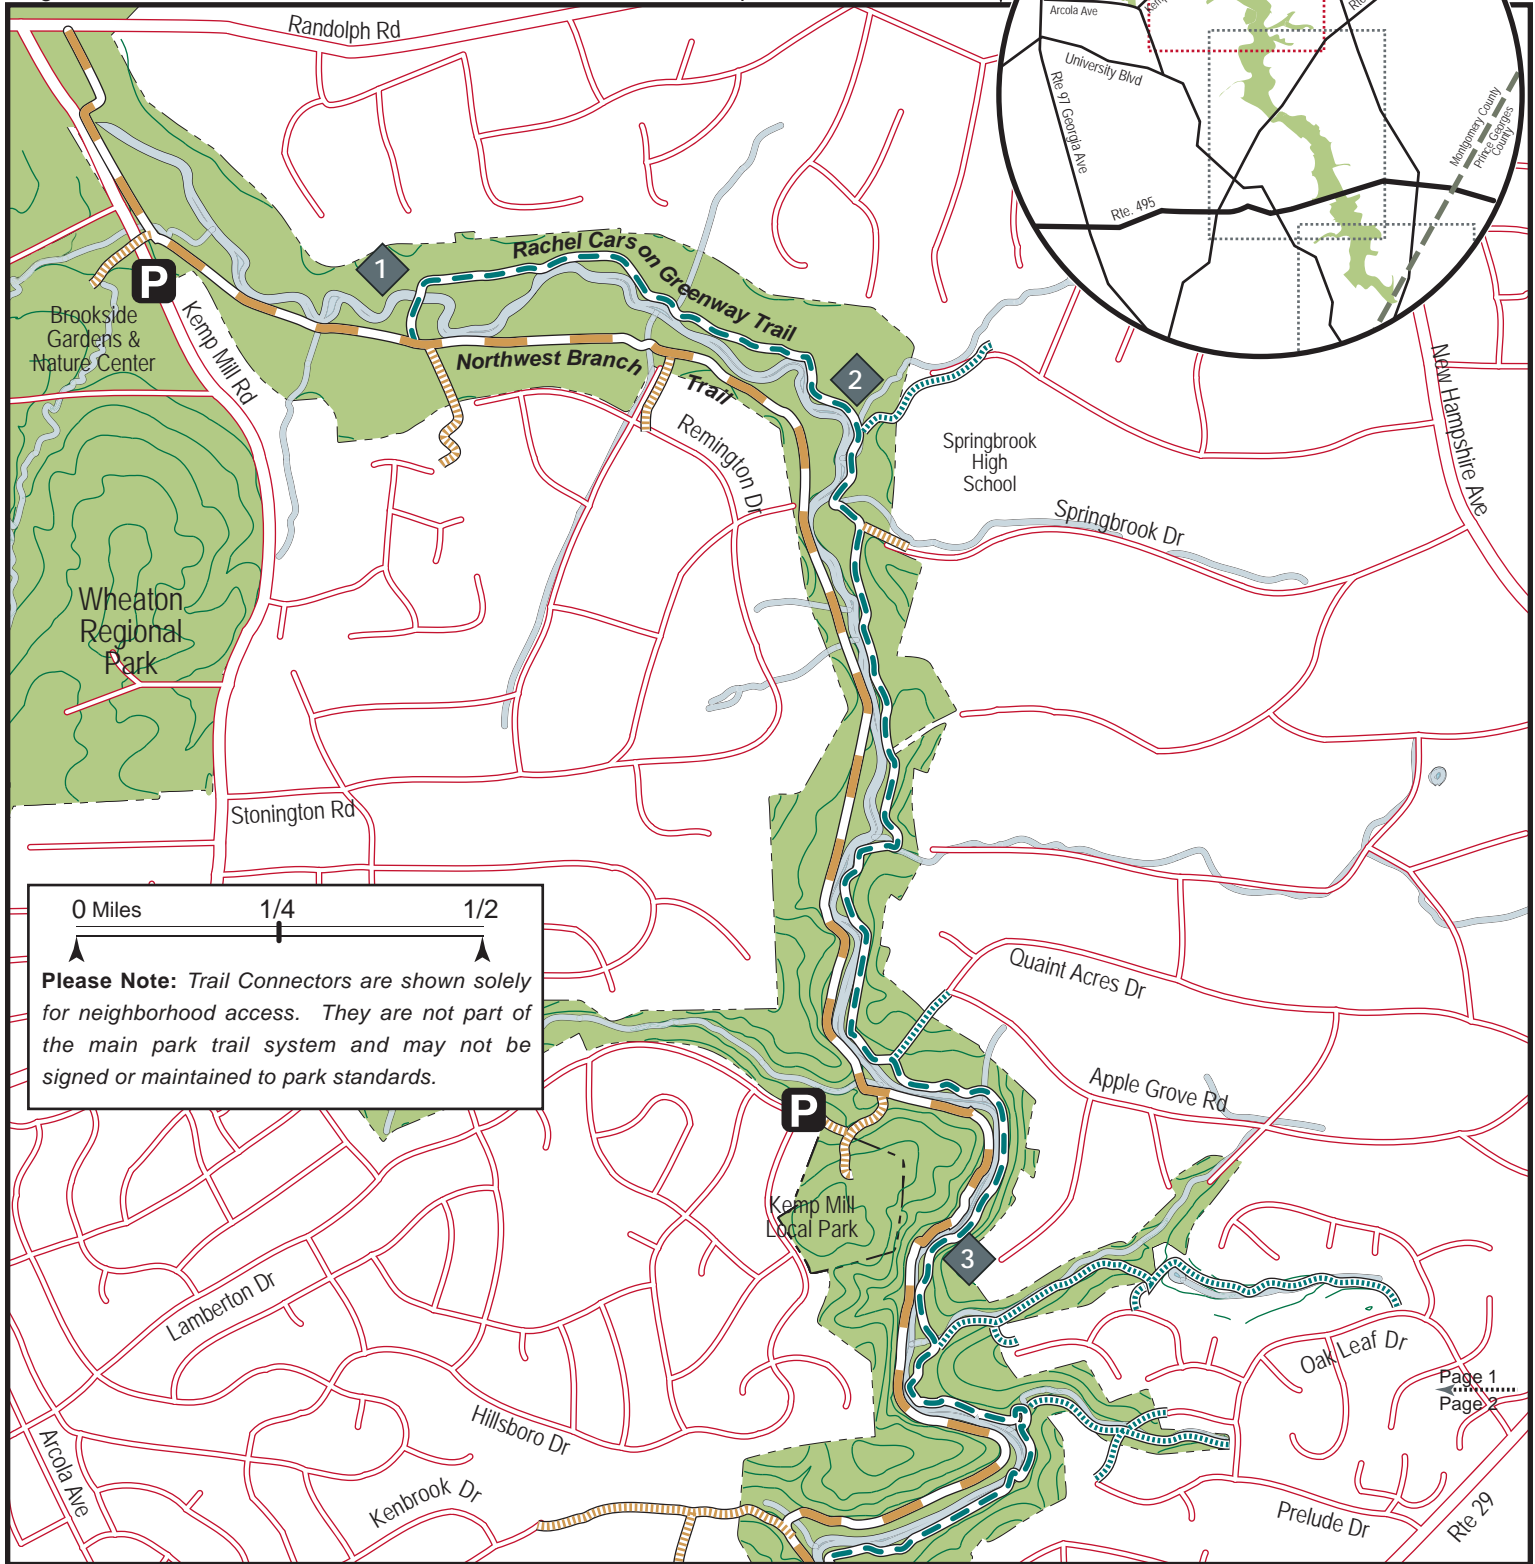 Randolph Rd
Arcola Ave
University Blvd
Rte 97 Georgia Ave
Rte. 495
Montgomery County
Prince Georges
County
1
Rachel Carson Greenway Trail
P
Brookside
Gardens &
Nature Center
Kemp Mill Rd
Northwest Branch
Trail
2
Remington Dr
Springbrook
High
School
New Hampshire Ave
Springbrook Dr
Wheaton
Regional
Park
Stonington Rd
0 Miles 1/4 1/2
Please Note: Trail Connectors are shown solely
for neighborhood access. They are not part of
the main park trail system and may not be
signed or maintained to park standards.
Quaint Acres Dr
Apple Grove Rd
P
Kemp Mill
Local Park
3
Lamberton Dr
Oak Leaf Dr
Page 1
Page 2
Hillsboro Dr
Arcola Ave
Kenbrook Dr
Prelude Dr
Rte 29